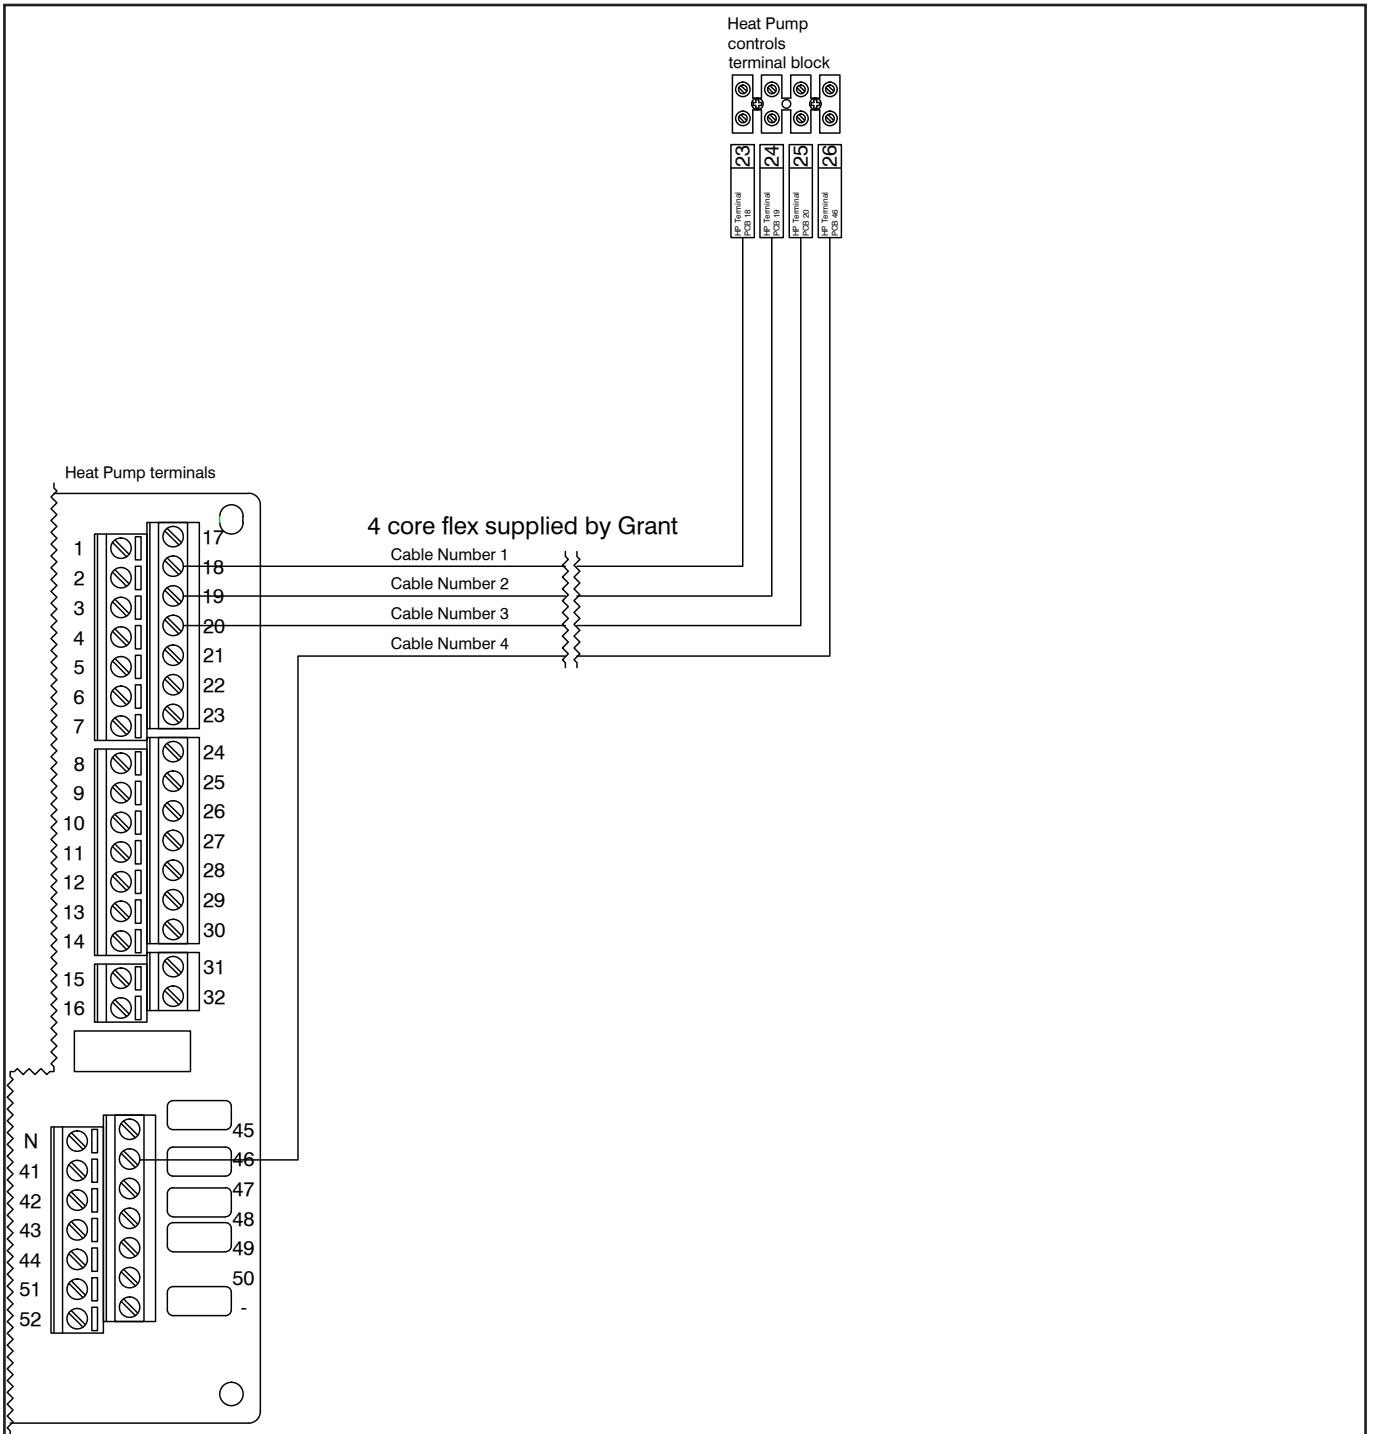 Heat Pump
controls
terminal block
23
24
25
26
HP Terminal
PCB 18
HP Terminal
PCB 19
HP Terminal
PCB 20
HP Terminal
PCB 46
Heat Pump terminals
4 core flex supplied by Grant
Cable Number 1
Cable Number 2
Cable Number 3
Cable Number 4
1
2
3
4
5
6
7
8
9
10
11
12
13
14
15
16
17
18
19
20
21
22
23
24
25
26
27
28
29
30
31
32
N
41
42
43
44
51
52
45
46
47
48
49
50
-